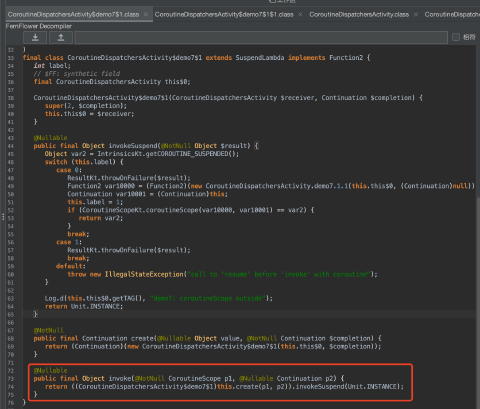 CoroutineDispatchersActivity$demo7$1.class × CoroutineDispatchersActivity$demo7$1$1.class × CoroutineDispatchers.class × CoroutineDispatchersActivity.class
FernFlower Decompiler
32 )
33 final class CoroutineDispatchersActivity$demo7$1 extends SuspendLambda implements Function2 {
34 int label;
35 // $FF: synthetic field
36 final CoroutineDispatchersActivity this$0;
37
38 CoroutineDispatchersActivity$demo7$1(CoroutineDispatchersActivity $receiver, Continuation $completion) {
39 super(2, $completion);
40 this.this$0 = $receiver;
41 }
42
43 @Nullable
44 public final Object invokeSuspend(@NotNull Object $result) {
45 Object var2 = IntrinsicsKt.getCOROUTINE_SUSPENDED();
46 switch (this.label) {
47 case 0:
48 ResultKt.throwOnFailure($result);
49 Function2 var10000 = (Function2)(new CoroutineDispatchersActivity.demo7.1.1(this.this$0, (Continuation)null))
50 Continuation var10001 = (Continuation)this;
51 this.label = 1;
52 if (CoroutineScopeKt.coroutineScope(var10000, var10001) == var2) {
53 return var2;
54 }
55 break;
56 case 1:
57 ResultKt.throwOnFailure($result);
58 break;
59 default:
60 throw new IllegalStateException("call to 'resume' before 'invoke' with coroutine");
61 }
62
63 Log.d(this.this$0.getTAG(), "demo7: coroutineScope outside");
64 return Unit.INSTANCE;
65 }
66
67 @NotNull
68 public final Continuation create(@Nullable Object value, @NotNull Continuation $completion) {
69 return (Continuation)(new CoroutineDispatchersActivity$demo7$1(this.this$0, $completion));
70 }
71
72 @Nullable
73 public final Object invoke(@NotNull CoroutineScope p1, @Nullable Continuation p2) {
74 return ((CoroutineDispatchersActivity$demo7$1)this.create(p1, p2)).invokeSuspend(Unit.INSTANCE);
75 }
76 }